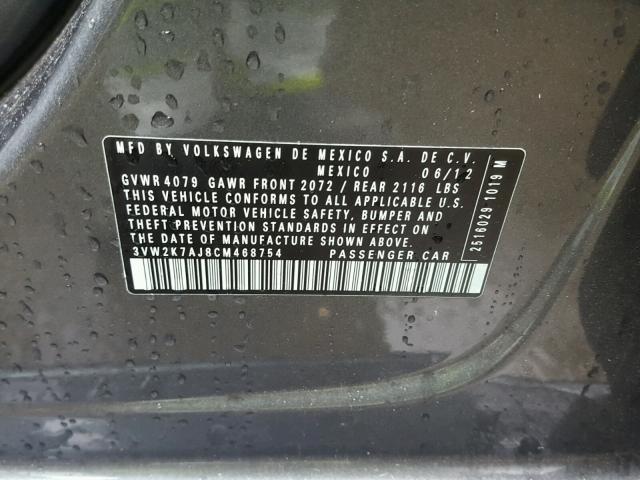 MFD BY VOLKSWAGEN DE MEXICO S.A. DE C.V.
MEXICO 06/12
GVWR 4079 GAWR FRONT 2072 / REAR 2116 LBS
THIS VEHICLE CONFORMS TO ALL APPLICABLE U.S.
FEDERAL MOTOR VEHICLE SAFETY, BUMPER AND
THEFT PREVENTION STANDARDS IN EFFECT ON
THE DATE OF MANUFACTURE SHOWN ABOVE.
3VW2K7AJ8CM468754 PASSENGER CAR
2516029 1019 M